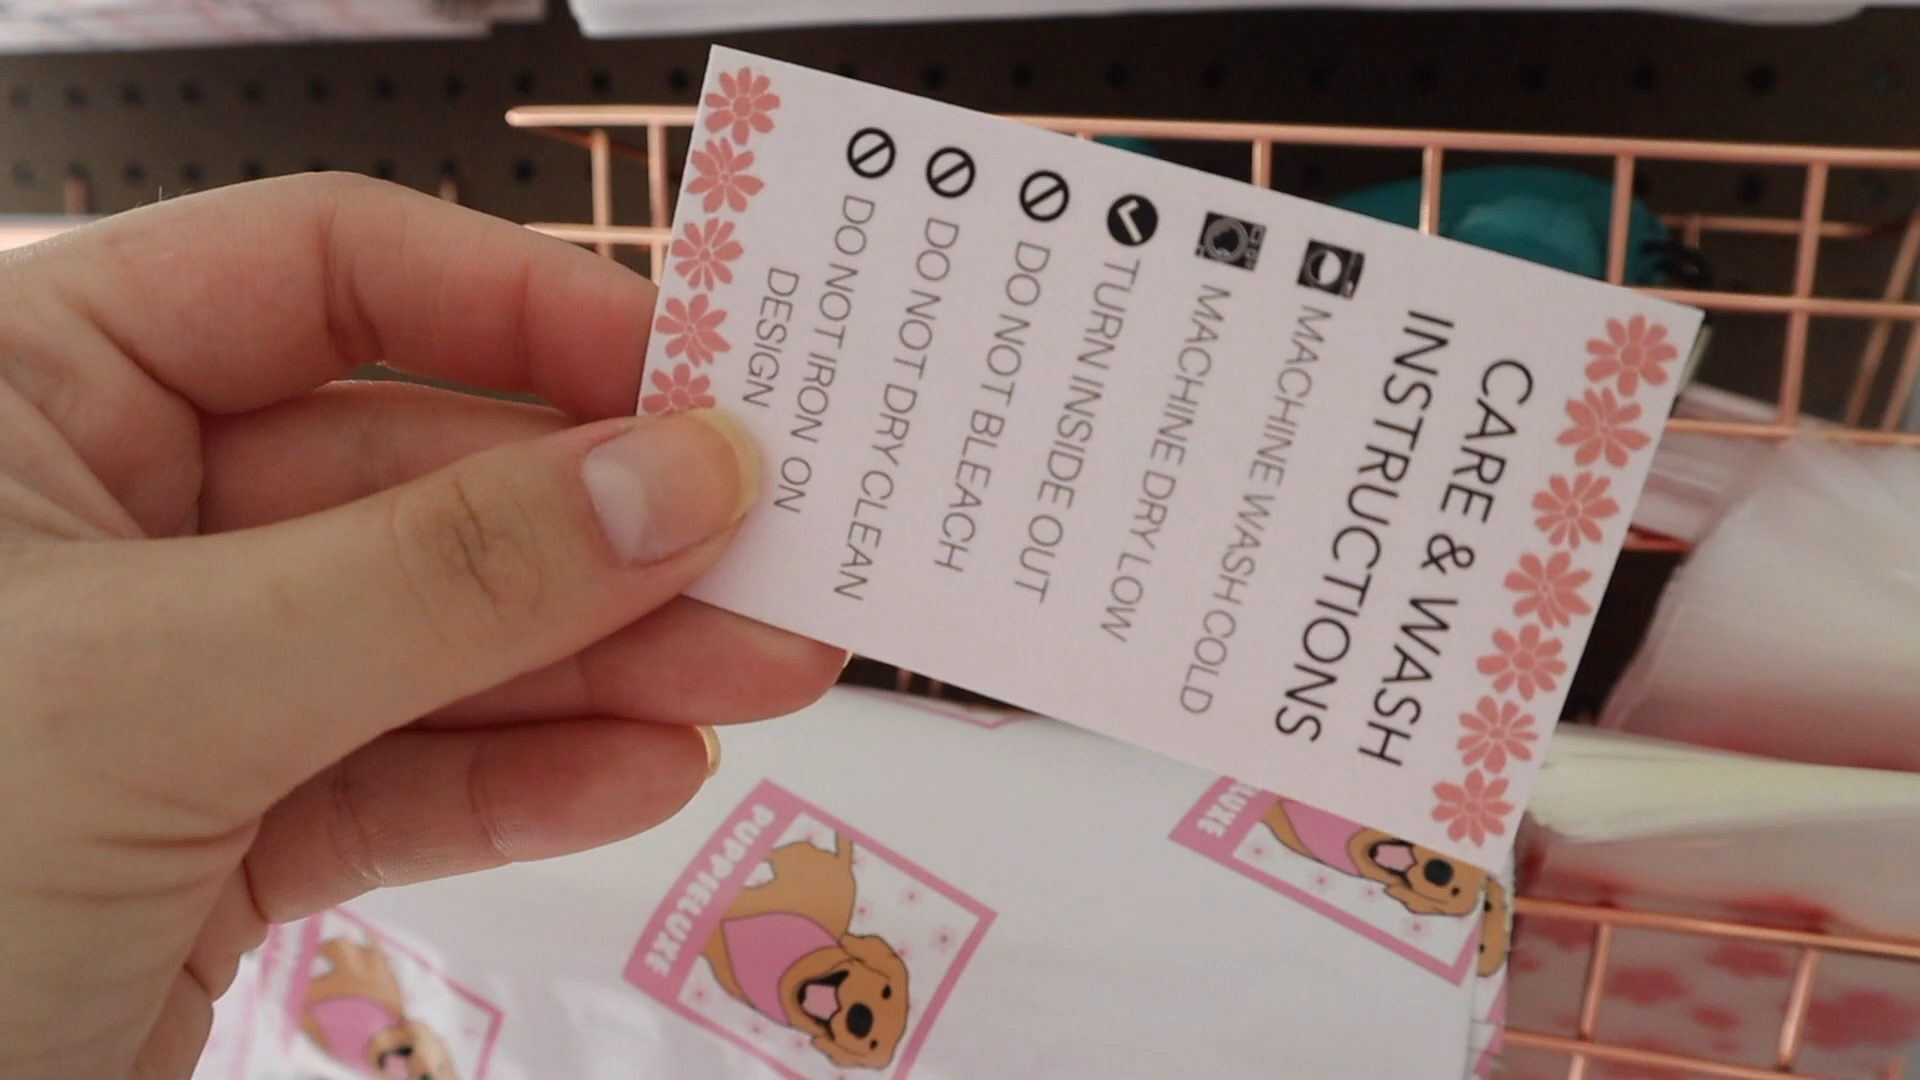 CARE & WASH
INSTRUCTIONS
MACHINE WASH COLD
MACHINE DRY LOW
TURN INSIDE OUT
DO NOT BLEACH
DO NOT DRY CLEAN
DO NOT IRON ON
DESIGN
PUPPIELUXE
LUXE